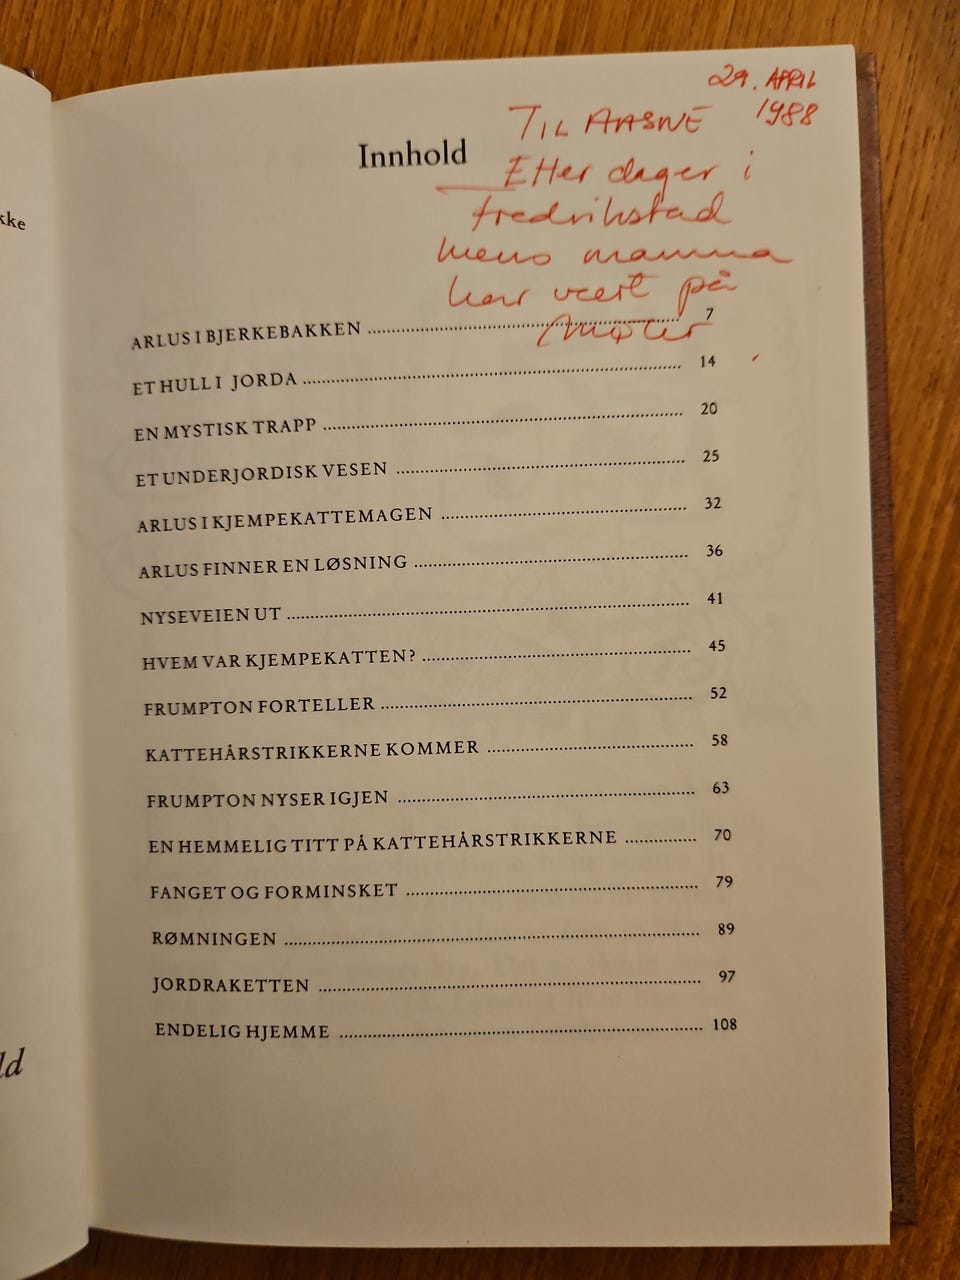 kke
ld
29. APRIL
1988
TIL AASNE
Etter dager i
Fredrikstad
mens mamma
har vært på
møter
Innhold
ARLUS I BJERKEBAKKEN 7
ET HULL I JORDA 14
EN MYSTISK TRAPP 20
ET UNDERJORDISK VESEN 25
ARLUS I KJEMPEKATTEMAGEN 32
ARLUS FINNER EN LØSNING 36
NYSEVEIEN UT 41
HVEM VAR KJEMPEKATTEN? 45
FRUMPTON FORTELLER 52
KATTEHÅRSTRIKKERNE KOMMER 58
FRUMPTON NYSER IGJEN 63
EN HEMMELIG TITT PÅ KATTEHÅRSTRIKKERNE 70
FANGET OG FORMINSKET 79
RØMNINGEN 89
JORDRAKETTEN 97
ENDELIG HJEMME 108